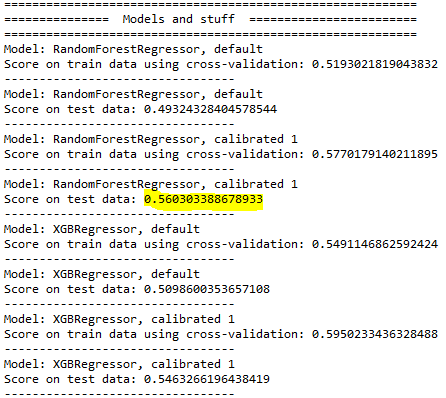 ===========================================================
===============  Models and stuff  ========================
===========================================================
Model: RandomForestRegressor, default
Score on train data using cross-validation: 0.5193021819043832
---------------------------------
Model: RandomForestRegressor, default
Score on test data: 0.49324328404578544
---------------------------------
Model: RandomForestRegressor, calibrated 1
Score on train data using cross-validation: 0.5770179140211895
---------------------------------
Model: RandomForestRegressor, calibrated 1
Score on test data: 0.560303388678933
---------------------------------
Model: XGBRegressor, default
Score on train data using cross-validation: 0.5491146862592424
---------------------------------
Model: XGBRegressor, default
Score on test data: 0.5098600353657108
---------------------------------
Model: XGBRegressor, calibrated 1
Score on train data using cross-validation: 0.5950233436328488
---------------------------------
Model: XGBRegressor, calibrated 1
Score on test data: 0.5463266196438419
---------------------------------